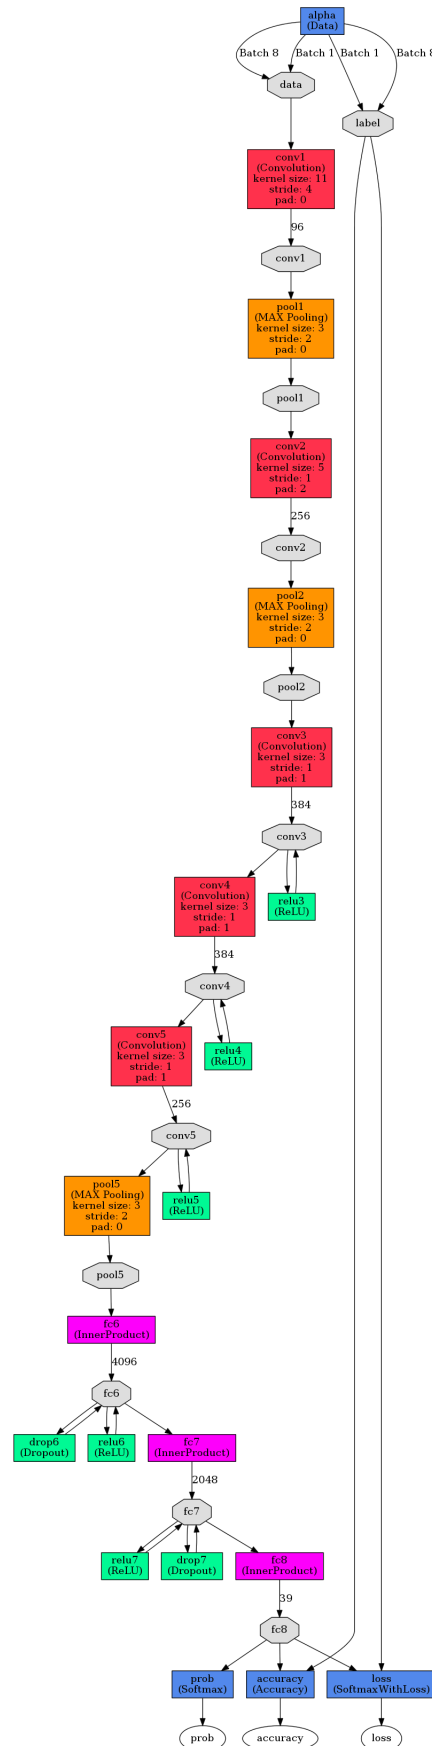 alpha
(Data)
Batch 8
Batch 1
Batch 1
Batch 8
data
label
conv1
(Convolution)
kernel size: 11
stride: 4
pad: 0
96
conv1
pool1
(MAX Pooling)
kernel size: 3
stride: 2
pad: 0
pool1
conv2
(Convolution)
kernel size: 5
stride: 1
pad: 2
256
conv2
pool2
(MAX Pooling)
kernel size: 3
stride: 2
pad: 0
pool2
conv3
(Convolution)
kernel size: 3
stride: 1
pad: 1
384
conv3
conv4
(Convolution)
kernel size: 3
stride: 1
pad: 1
relu3
(ReLU)
384
conv4
conv5
(Convolution)
kernel size: 3
stride: 1
pad: 1
relu4
(ReLU)
256
conv5
pool5
(MAX Pooling)
kernel size: 3
stride: 2
pad: 0
relu5
(ReLU)
pool5
fc6
(InnerProduct)
4096
fc6
drop6
(Dropout)
relu6
(ReLU)
fc7
(InnerProduct)
2048
fc7
relu7
(ReLU)
drop7
(Dropout)
fc8
(InnerProduct)
39
fc8
prob
(Softmax)
accuracy
(Accuracy)
loss
(SoftmaxWithLoss)
prob
accuracy
loss